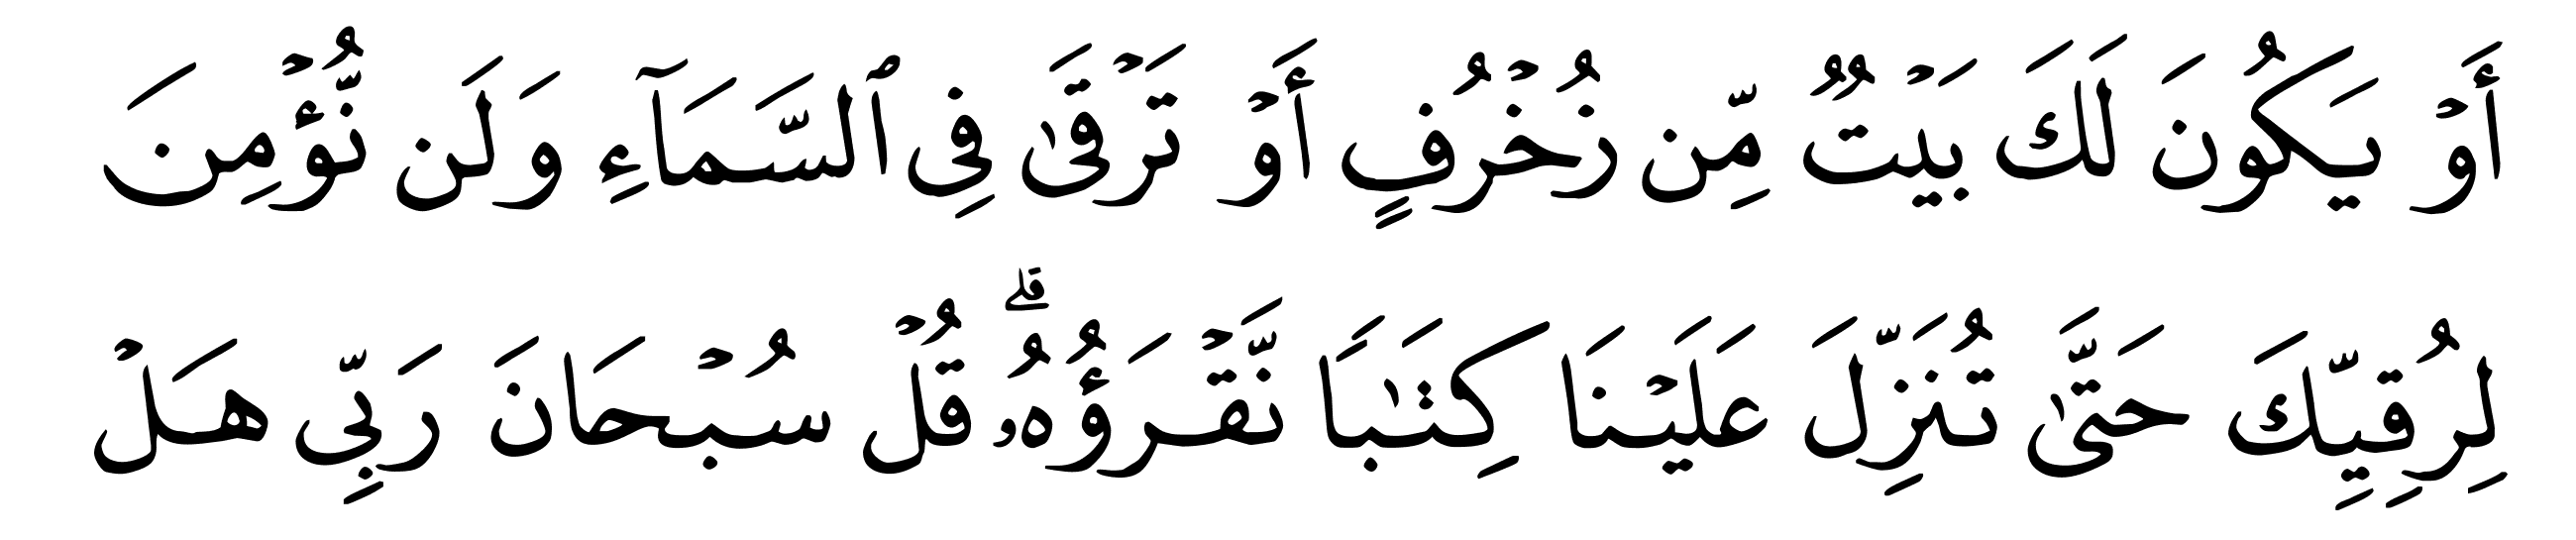 أَوۡ يَكُونَ لَكَ بَيۡتٞ مِّن زُخۡرُفٍ أَوۡ تَرۡقَىٰ فِي ٱلسَّمَآءِ وَلَن نُّؤۡمِنَ
لِرُقِيِّكَ حَتَّىٰ تُنَزِّلَ عَلَيۡنَا كِتَٰبٗا نَّقۡرَؤُهُۥۗ قُلۡ سُبۡحَانَ رَبِّي هَلۡ